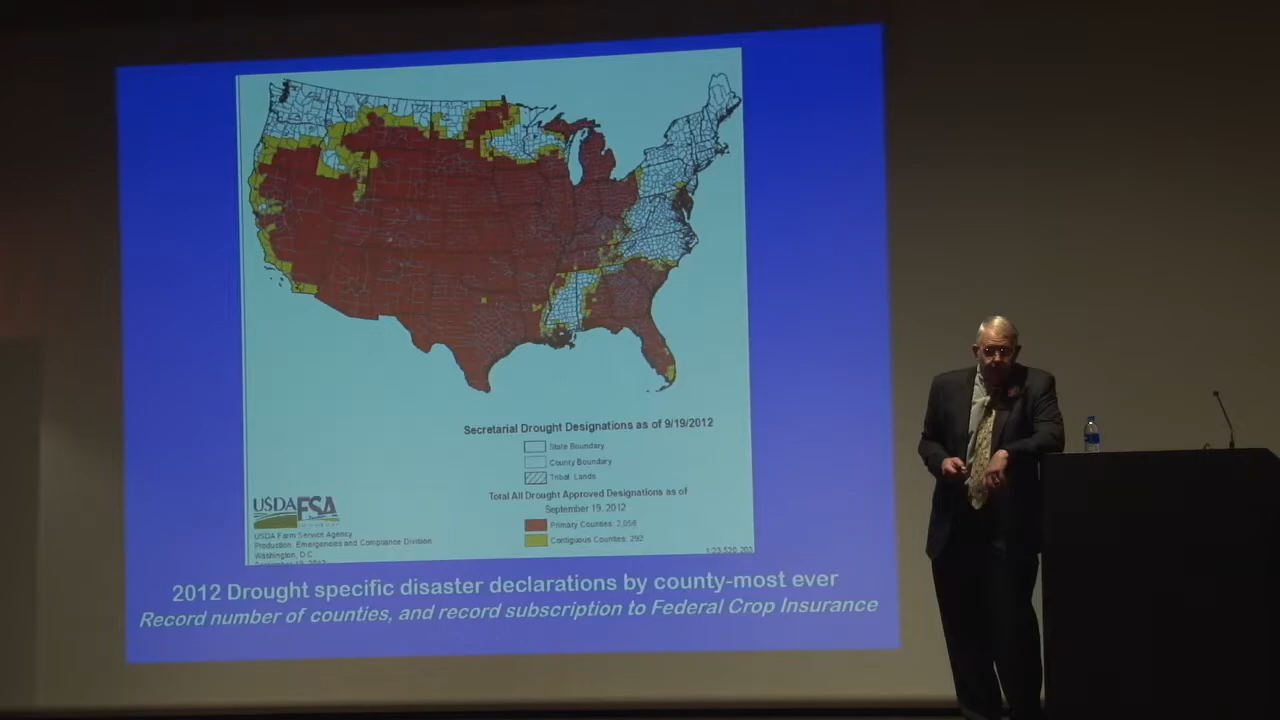 Secretarial Drought Designations as of 9/19/2012
State Boundary
County Boundary
Tribal Lands
Total All Drought Approved Designations as of
September 19, 2012
Primary Counties: 2,056
Contiguous Counties: 292
USDA FSA
USDA Farm Service Agency
Production, Emergencies and Compliance Division
Washington, D.C.
2012 Drought specific disaster declarations by county-most ever
Record number of counties, and record subscription to Federal Crop Insurance